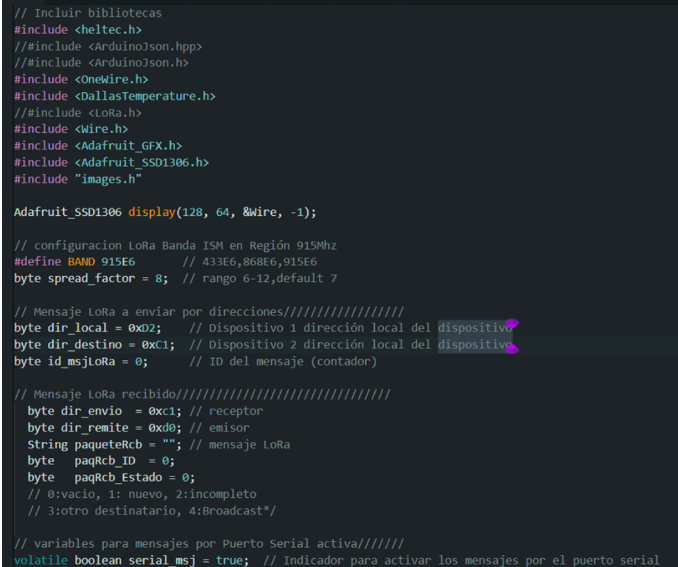 // Incluir bibliotecas
#include <heltec.h>
//#include <ArduinoJson.hpp>
//#include <ArduinoJson.h>
#include <OneWire.h>
#include <DallasTemperature.h>
//#include <LoRa.h>
#include <Wire.h>
#include <Adafruit_GFX.h>
#include <Adafruit_SSD1306.h>
#include "images.h"

Adafruit_SSD1306 display(128, 64, &Wire, -1);

// configuracion LoRa Banda ISM en Región 915Mhz
#define BAND 915E6       // 433E6,868E6,915E6
byte spread_factor = 8;  // rango 6-12,default 7

// Mensaje LoRa a enviar por direcciones//////////////////
byte dir_local = 0xD2;    // Dispositivo 1 dirección local del dispositivo
byte dir_destino = 0xC1;  // Dispositivo 2 dirección local del dispositivo
byte id_msjLoRa = 0;      // ID del mensaje (contador)

// Mensaje LoRa recibido////////////////////////////////
  byte dir_envio  = 0xc1; // receptor
  byte dir_remite = 0xd0; // emisor
  String paqueteRcb = ""; // mensaje LoRa
  byte   paqRcb_ID  = 0;
  byte   paqRcb_Estado = 0;
  // 0:vacio, 1: nuevo, 2:incompleto
  // 3:otro destinatario, 4:Broadcast*/

// variables para mensajes por Puerto Serial activa///////
volatile boolean serial_msj = true;  // Indicador para activar los mensajes por el puerto serial